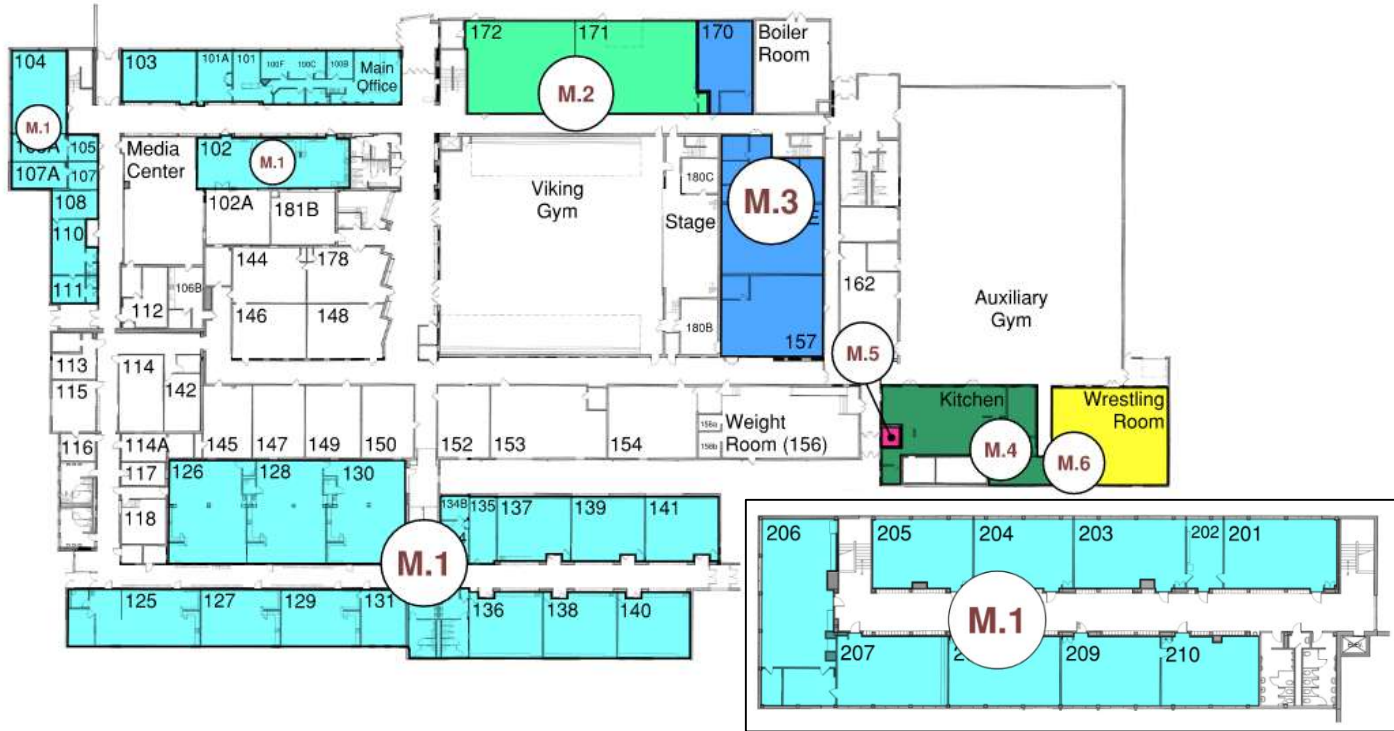 172
171
170
Boiler
Room
104
103
101A
101
100F
100C
100B
Main
Office
M.2
M.1
105
102
M.1
Media
Center
107A
107
108
102A
181B
110
111
112
106B
144
178
146
148
Viking
Gym
180C
Stage
180B
M.3
157
162
Auxiliary
Gym
M.5
113
114
142
115
116
114A
117
118
145
147
149
150
152
153
154
156a
156b
Weight
Room (156)
Kitchen
Wrestling
Room
M.4
M.6
126
128
130
134B
135
137
139
141
M.1
125
127
129
131
136
138
140
206
205
204
203
202
201
M.1
207
209
210